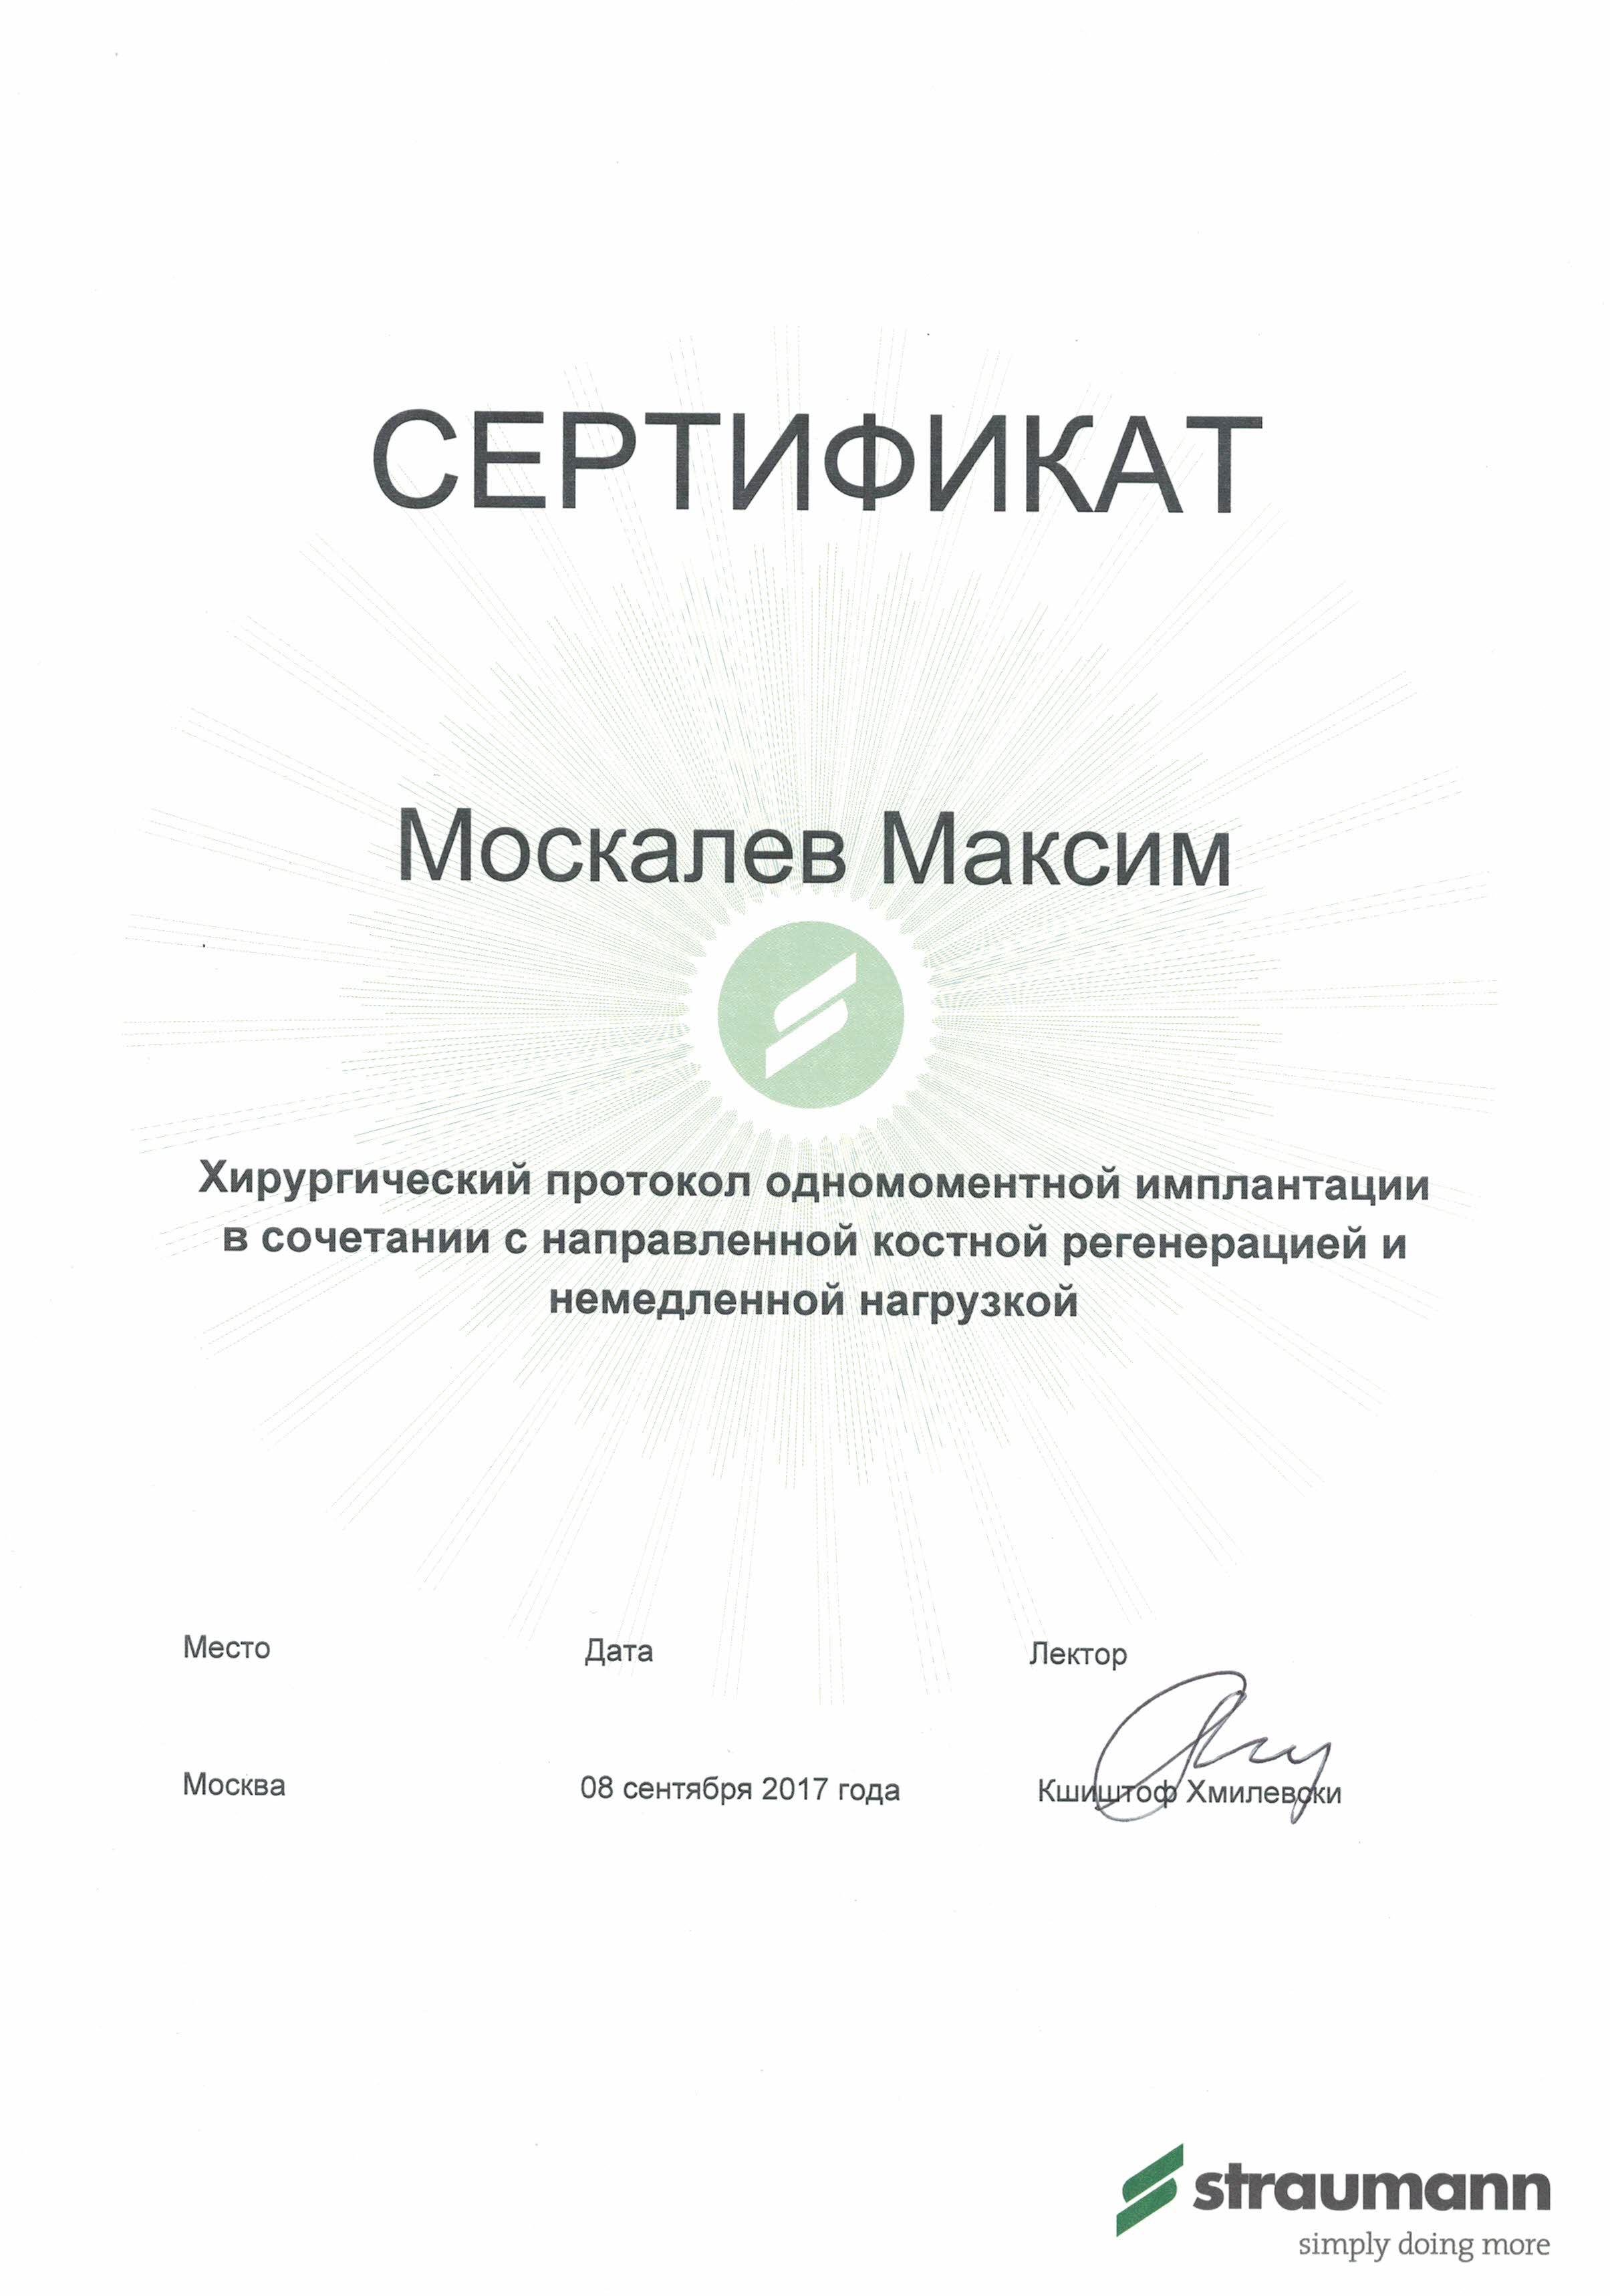 СЕРТИФИКАТ
Москалев Максим
Хирургический протокол одномоментной имплантации
в сочетании с направленной костной регенерацией и
немедленной нагрузкой
Место Дата Лектор
Москва 08 сентября 2017 года Кшиштоф Хмилевски
straumann
simply doing more